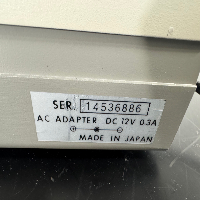 SER. 14536886
AC ADAPTER DC 12V 0.3A
MADE IN JAPAN